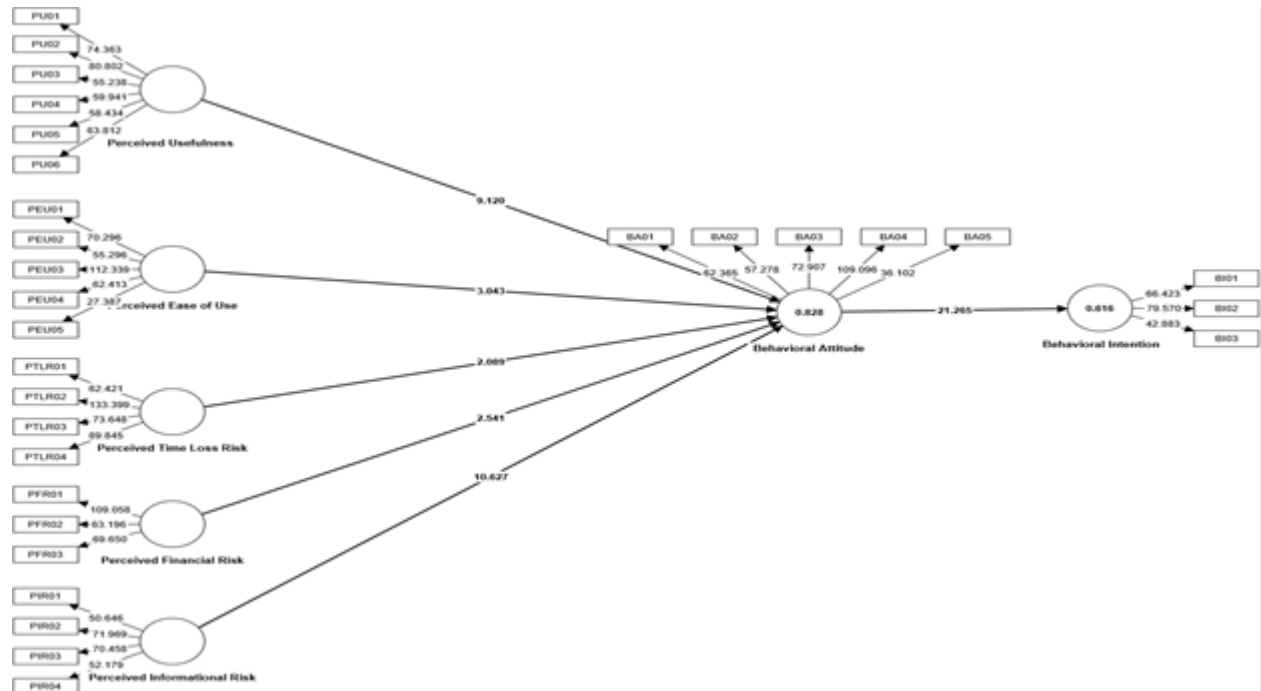 PU01
PU02
PU03
PU04
PU05
PU06
74.363
80.802
55.238
59.941
58.434
63.812
Perceived Usefulness
9.120
PEU01
PEU02
PEU03
PEU04
PEU05
70.296
55.296
112.339
62.413
27.387
Perceived Ease of Use
3.043
PTLR01
PTLR02
PTLR03
PTLR04
62.421
133.399
73.648
89.845
Perceived Time Loss Risk
2.089
PFR01
PFR02
PFR03
109.058
63.196
69.650
Perceived Financial Risk
2.541
PIR01
PIR02
PIR03
PIR04
50.646
71.969
70.458
52.179
Perceived Informational Risk
10.627
BA01
BA02
BA03
BA04
BA05
57.278
72.907
109.096
36.102
0.828
Behavioral Attitude
21.265
0.616
Behavioral Intention
66.423
79.570
42.883
BI01
BI02
BI03